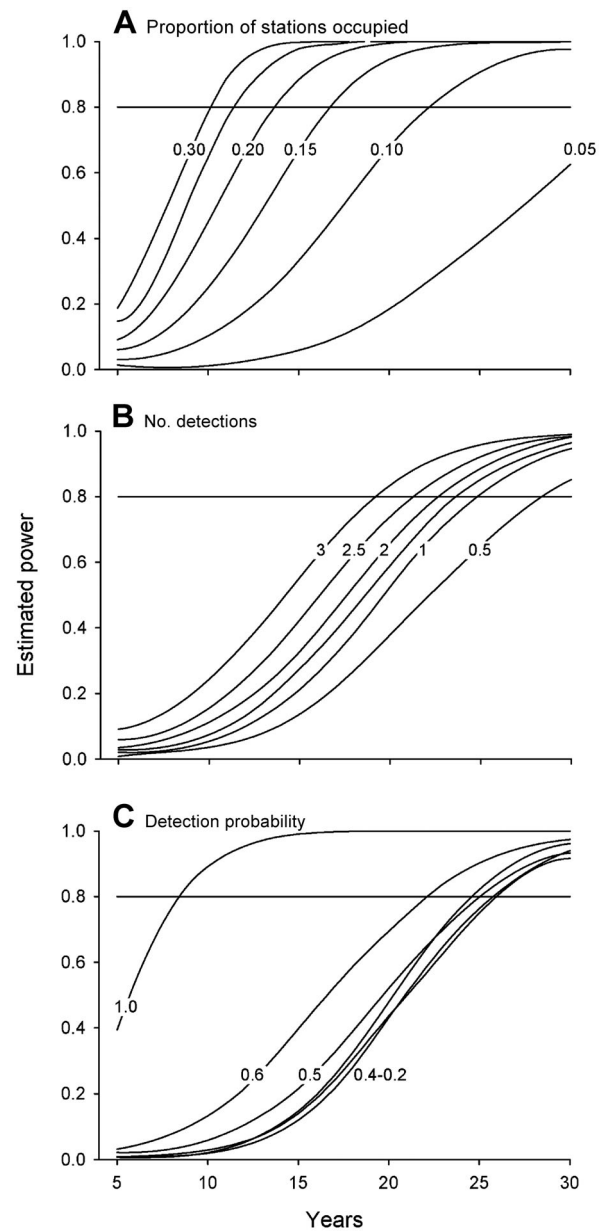 A Proportion of stations occupied
1.0
0.8
0.6
0.4
0.2
0.0
0.30 0.20 0.15 0.10 0.05
B No. detections
1.0
0.8
0.6
0.4
0.2
0.0
3 2.5 2 1 0.5
Estimated power
C Detection probability
1.0
0.8
0.6
0.4
0.2
0.0
1.0
0.6 0.5 0.4-0.2
5 10 15 20 25 30
Years